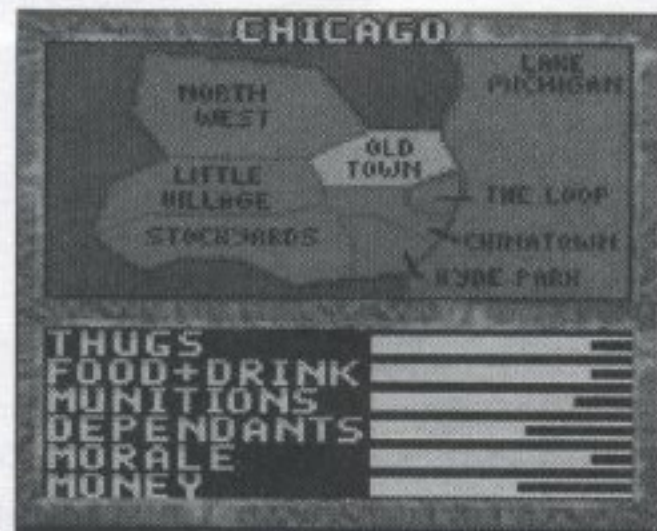 CHICAGO
LAKE
MICHIGAN
NORTH
WEST
OLD
TOWN
LITTLE
VILLAGE
THE LOOP
STOCKYARDS
CHINATOWN
HYDE PARK
THUGS
FOOD+DRINK
MUNITIONS
DEPENDANTS
MORALE
MONEY